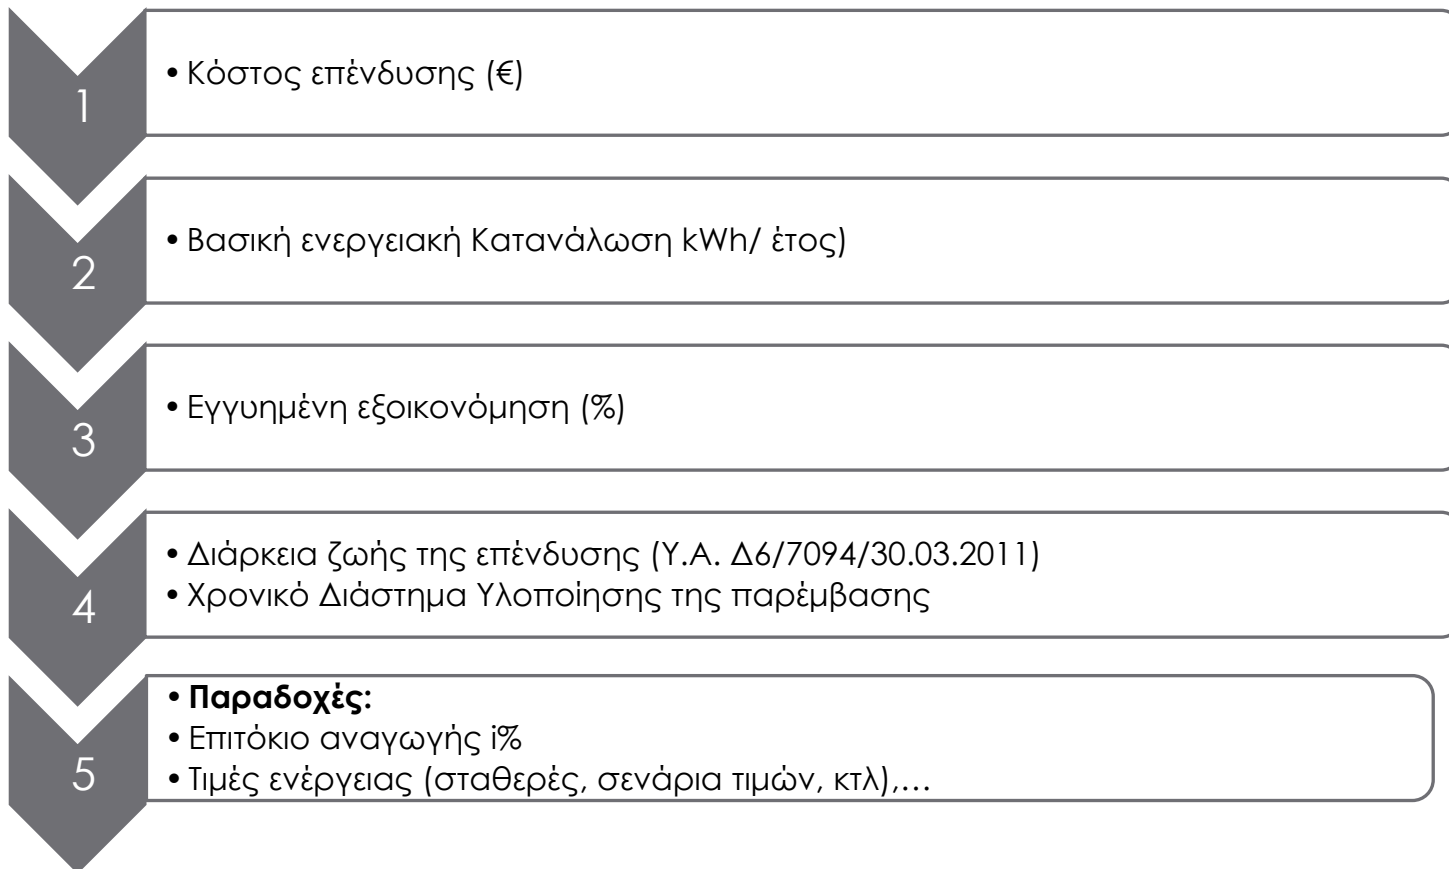 1
• Κόστος επένδυσης (€)
2
• Βασική ενεργειακή Κατανάλωση kWh/ έτος)
3
• Εγγυημένη εξοικονόμηση (%)
4
• Διάρκεια ζωής της επένδυσης (Υ.Α. Δ6/7094/30.03.2011)
• Χρονικό Διάστημα Υλοποίησης της παρέμβασης
5
• Παραδοχές:
• Επιτόκιο αναγωγής i%
• Τιμές ενέργειας (σταθερές, σενάρια τιμών, κτλ),…